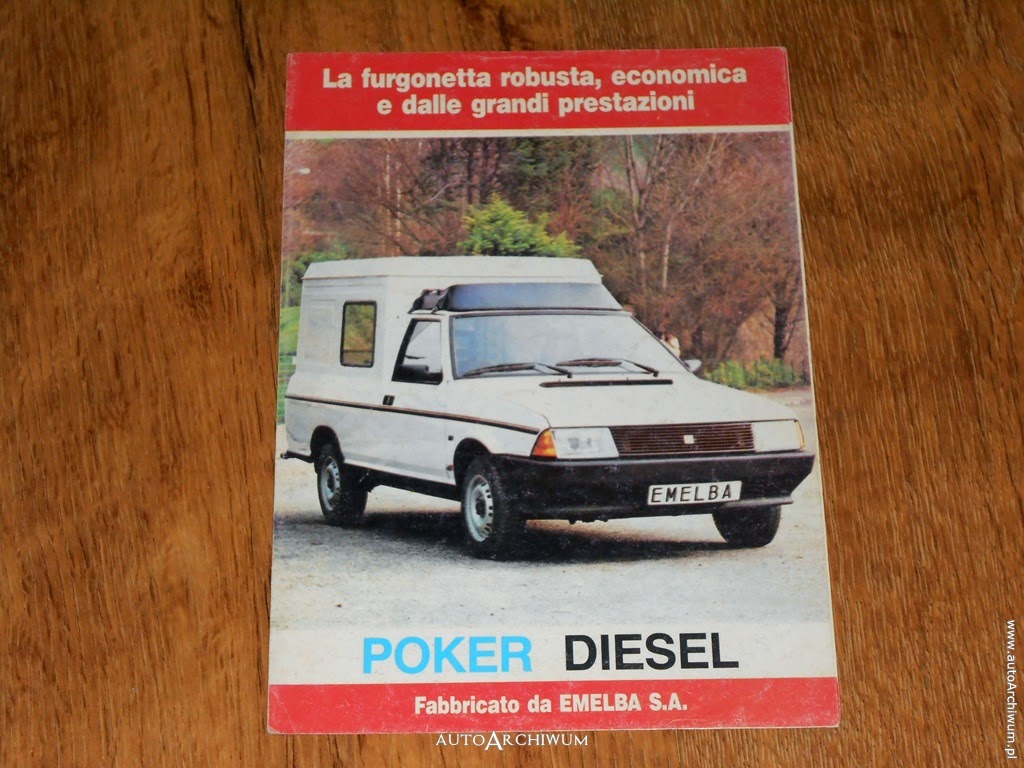 La furgonetta robusta, economica
e dalle grandi prestazioni
EMELBA
POKER DIESEL
Fabbricato da EMELBA S.A.
AUTOARCHIWUM
www.autoArchiwum.pl